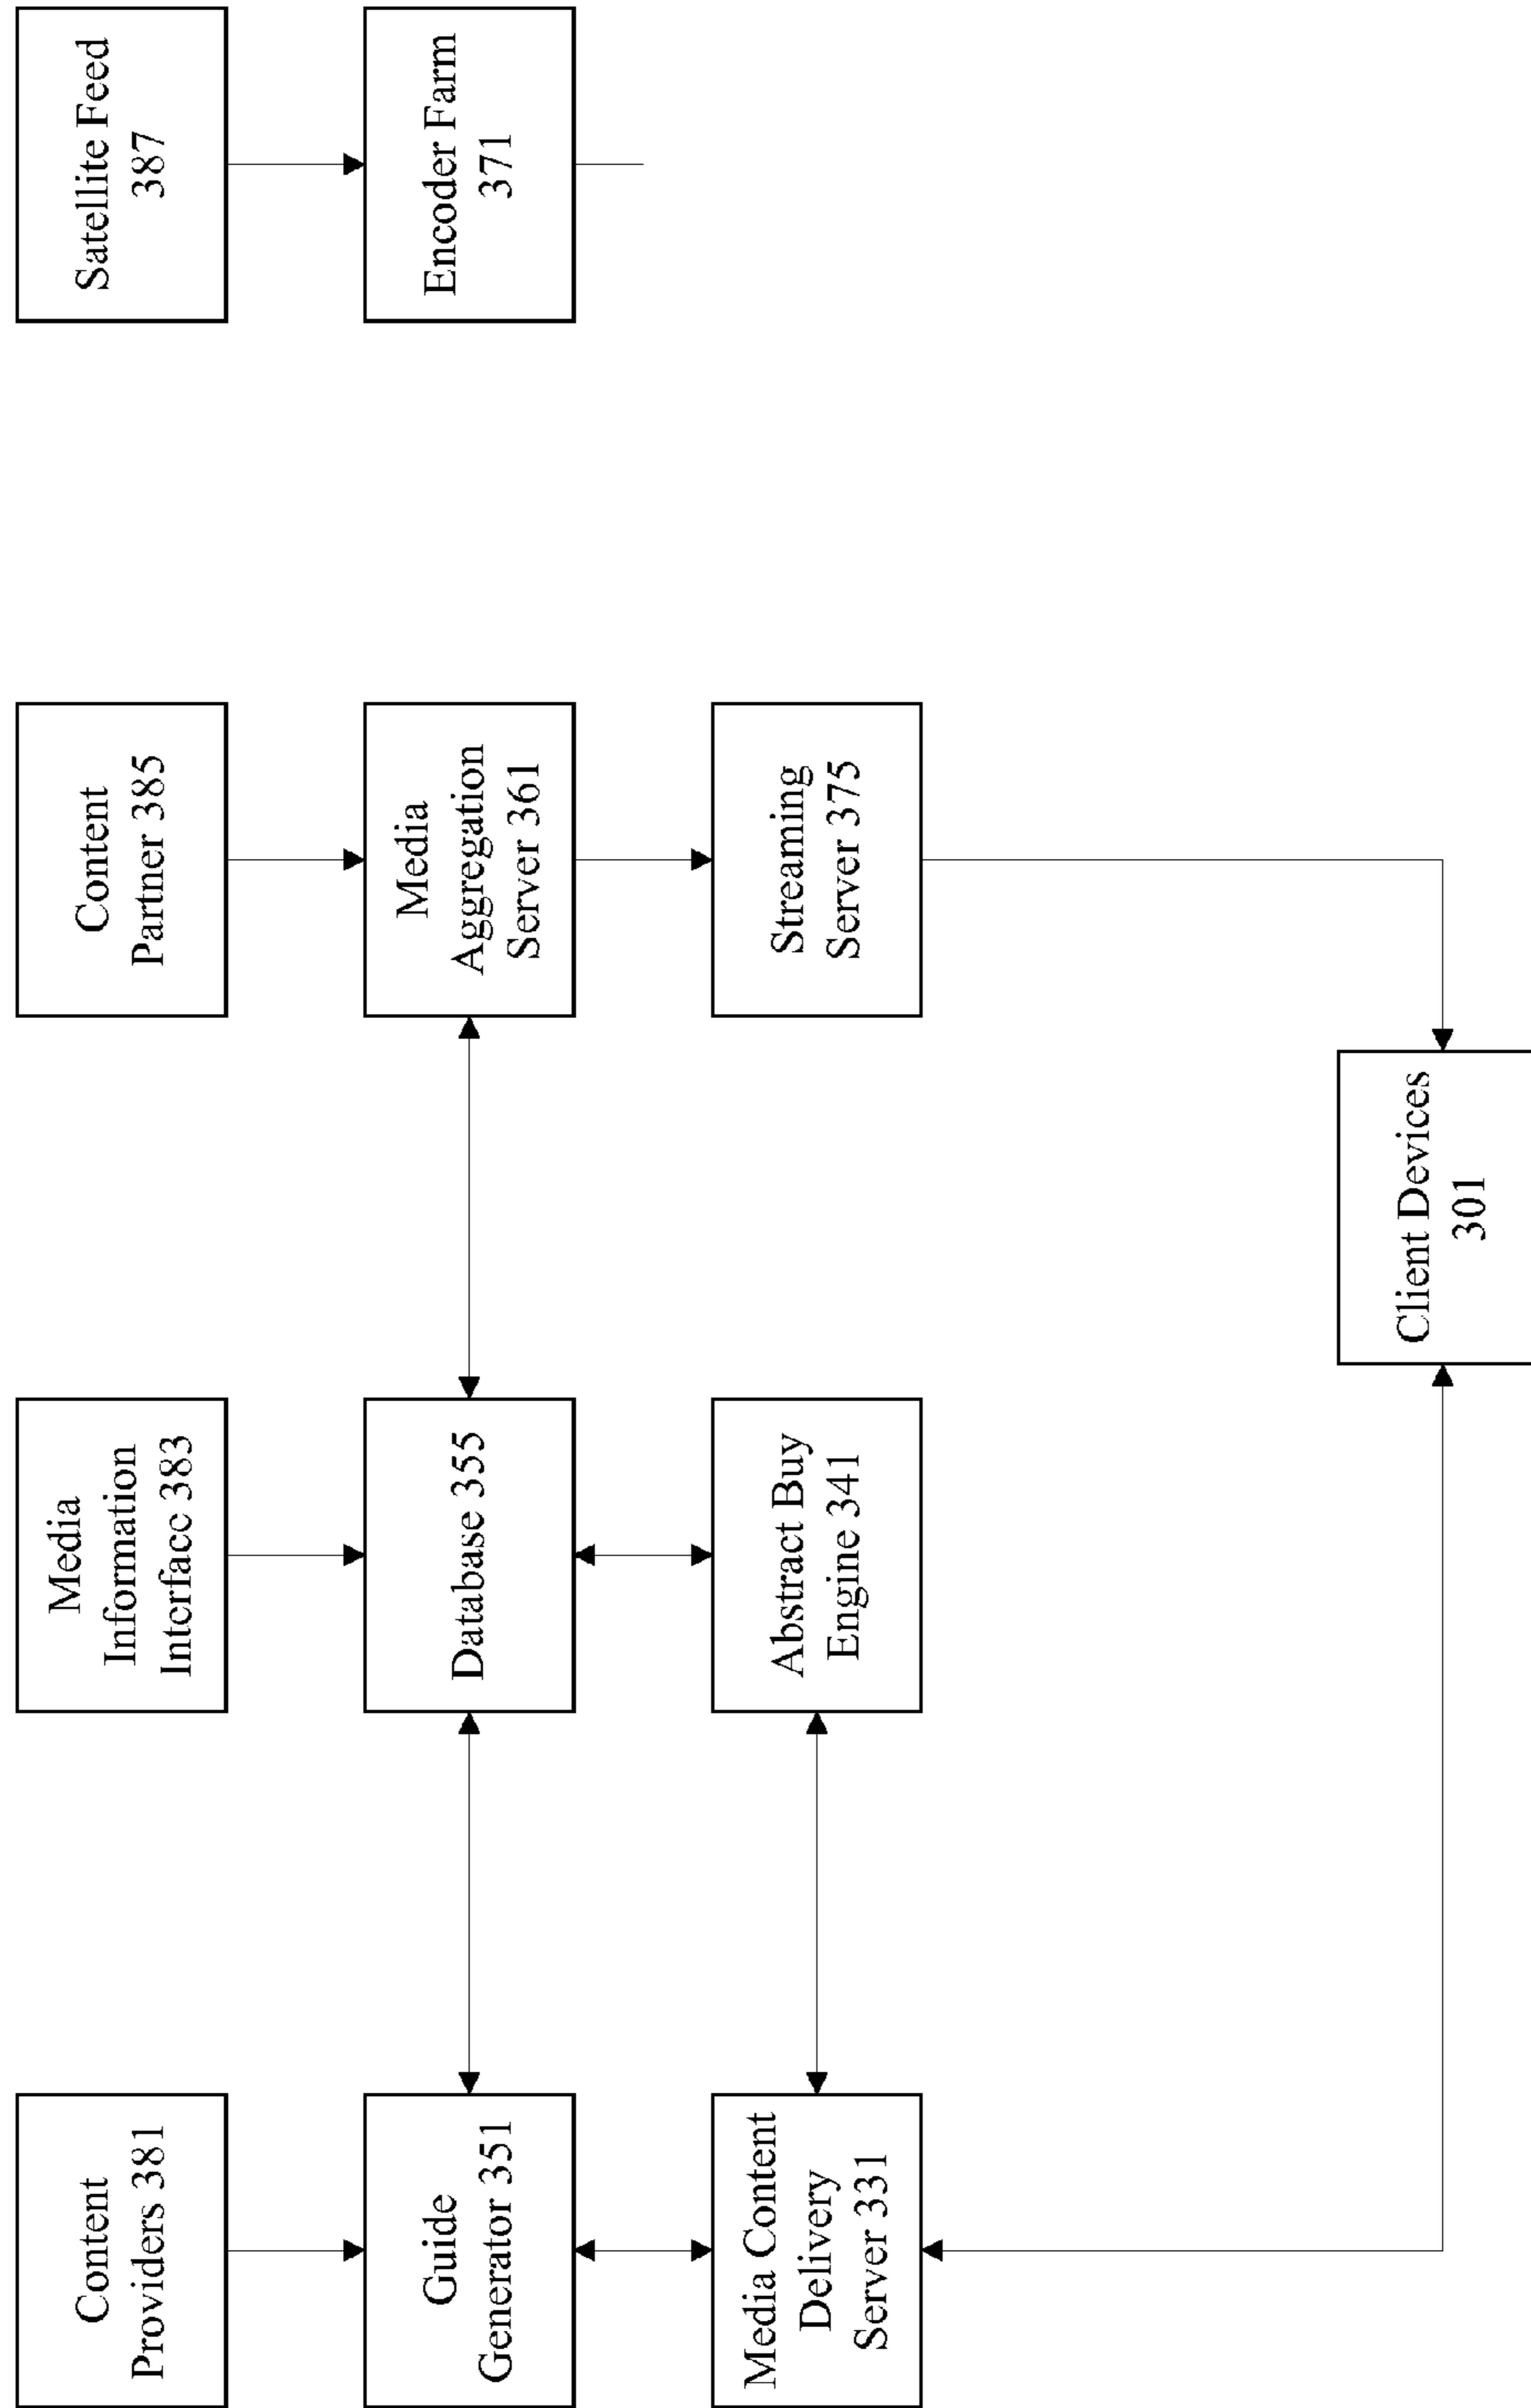 Content
Providers 381
Media
Information
Interface 383
Content
Partner 385
Satellite Feed
387
Guide
Generator 351
Database 355
Media
Aggregation
Server 361
Encoder Farm
371
Media Content
Delivery
Server 331
Abstract Buy
Engine 341
Streaming
Server 375
Client Devices
301